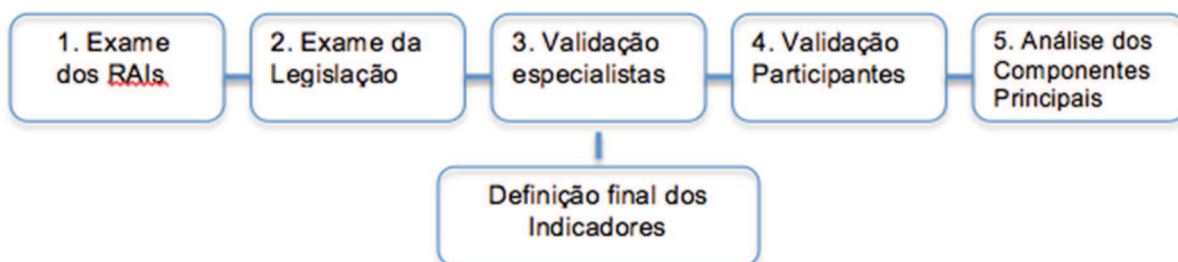 1. Exame
dos RAIs
2. Exame da
Legislação
3. Validação
especialistas
4. Validação
Participantes
5. Análise dos
Componentes
Principais
Definição final dos
Indicadores